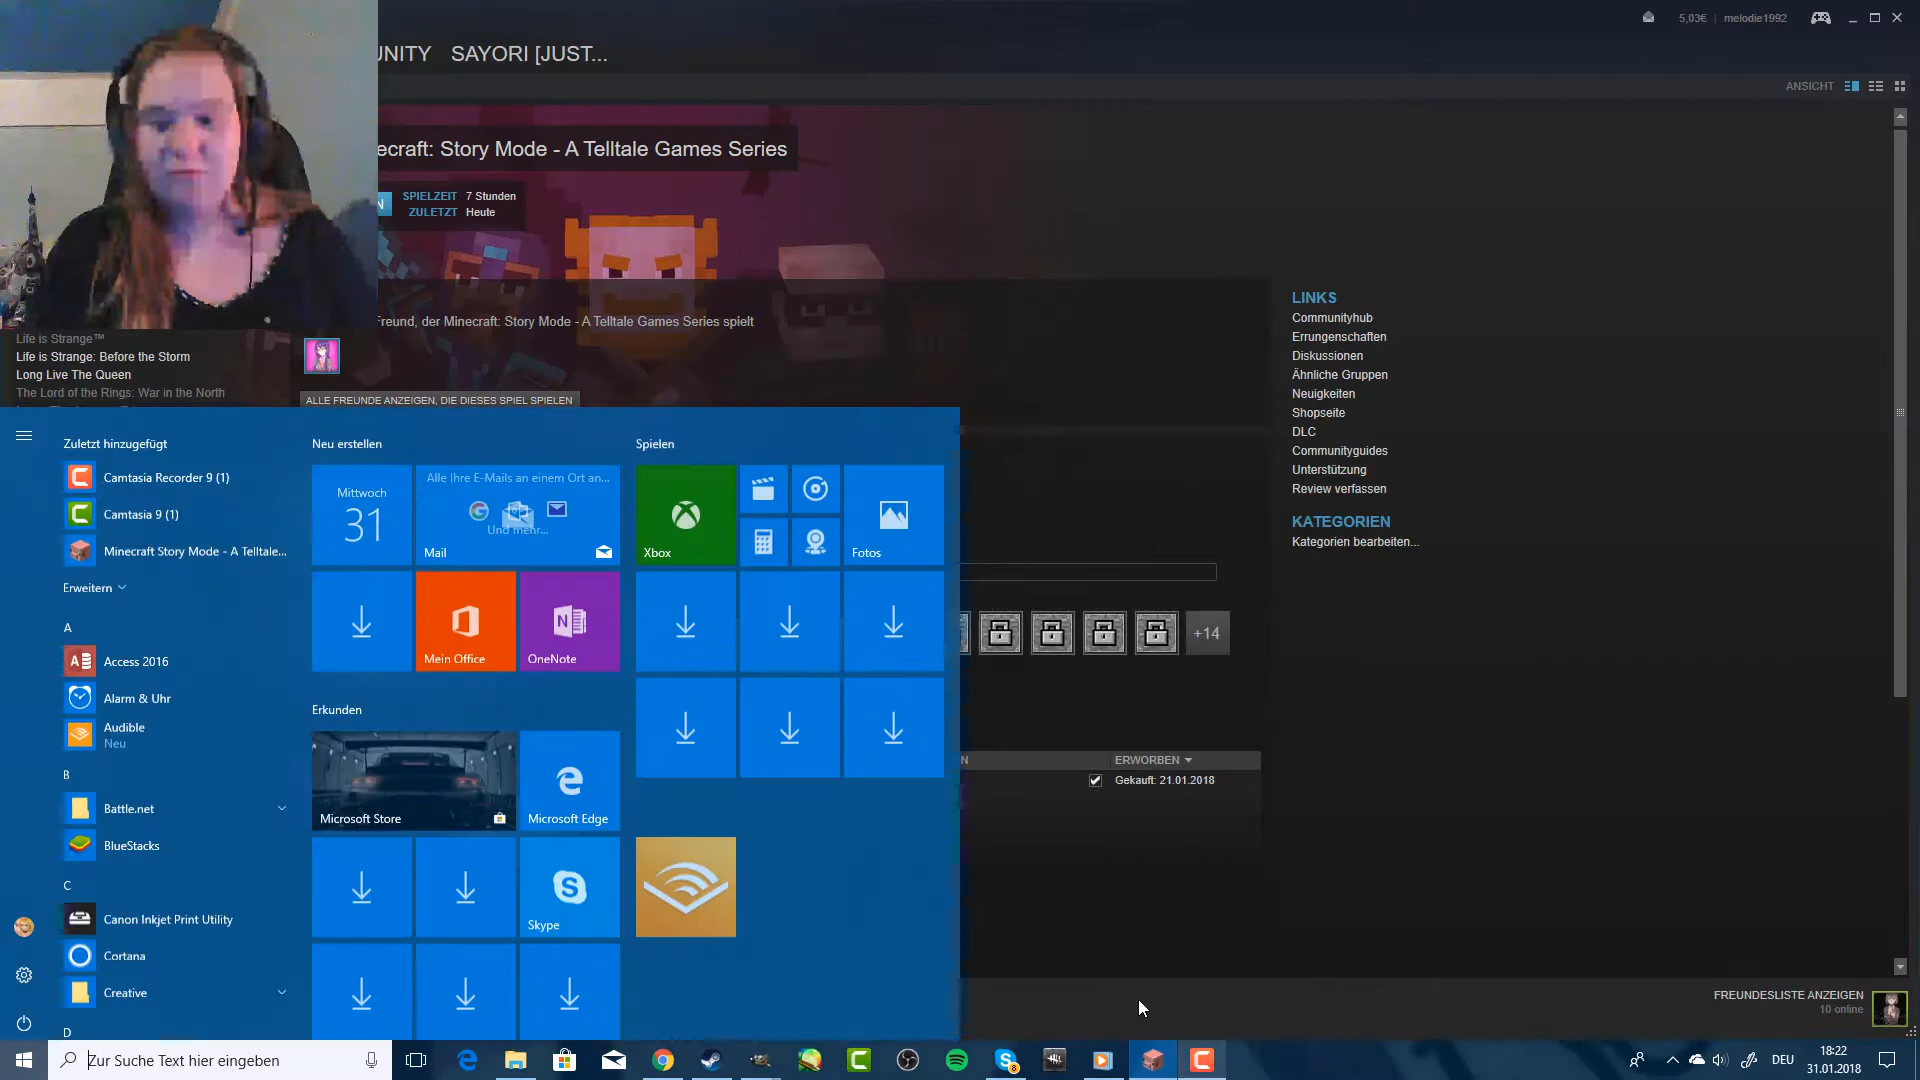 5,03€ | melodie1992
UNITY SAYORI [JUST...
ANSICHT
ecraft: Story Mode - A Telltale Games Series
N
SPIELZEIT 7 Stunden
ZULETZT Heute
Freund, der Minecraft: Story Mode - A Telltale Games Series spielt
Life is Strange™
Life is Strange: Before the Storm
Long Live The Queen
The Lord of the Rings: War in the North
ALLE FREUNDE ANZEIGEN, DIE DIESES SPIEL SPIELEN
LINKS
Communityhub
Errungenschaften
Diskussionen
Ähnliche Gruppen
Neuigkeiten
Shopseite
DLC
Communityguides
Unterstützung
Review verfassen
KATEGORIEN
Kategorien bearbeiten...
+14
N
ERWORBEN
Gekauft: 21.01.2018
FREUNDESLISTE ANZEIGEN
10 online
Zuletzt hinzugefügt
Camtasia Recorder 9 (1)
Camtasia 9 (1)
Minecraft Story Mode - A Telltale...
Erweitern
A
Access 2016
Alarm & Uhr
Audible
Neu
B
Battle.net
BlueStacks
C
Canon Inkjet Print Utility
Cortana
Creative
D
Neu erstellen
Mittwoch
31
Alle Ihre E-Mails an einem Ort an...
Und mehr...
Mail
Mein Office
OneNote
Erkunden
Microsoft Store
Microsoft Edge
Skype
Spielen
Xbox
Fotos
Zur Suche Text hier eingeben
8
DEU
18:22
31.01.2018